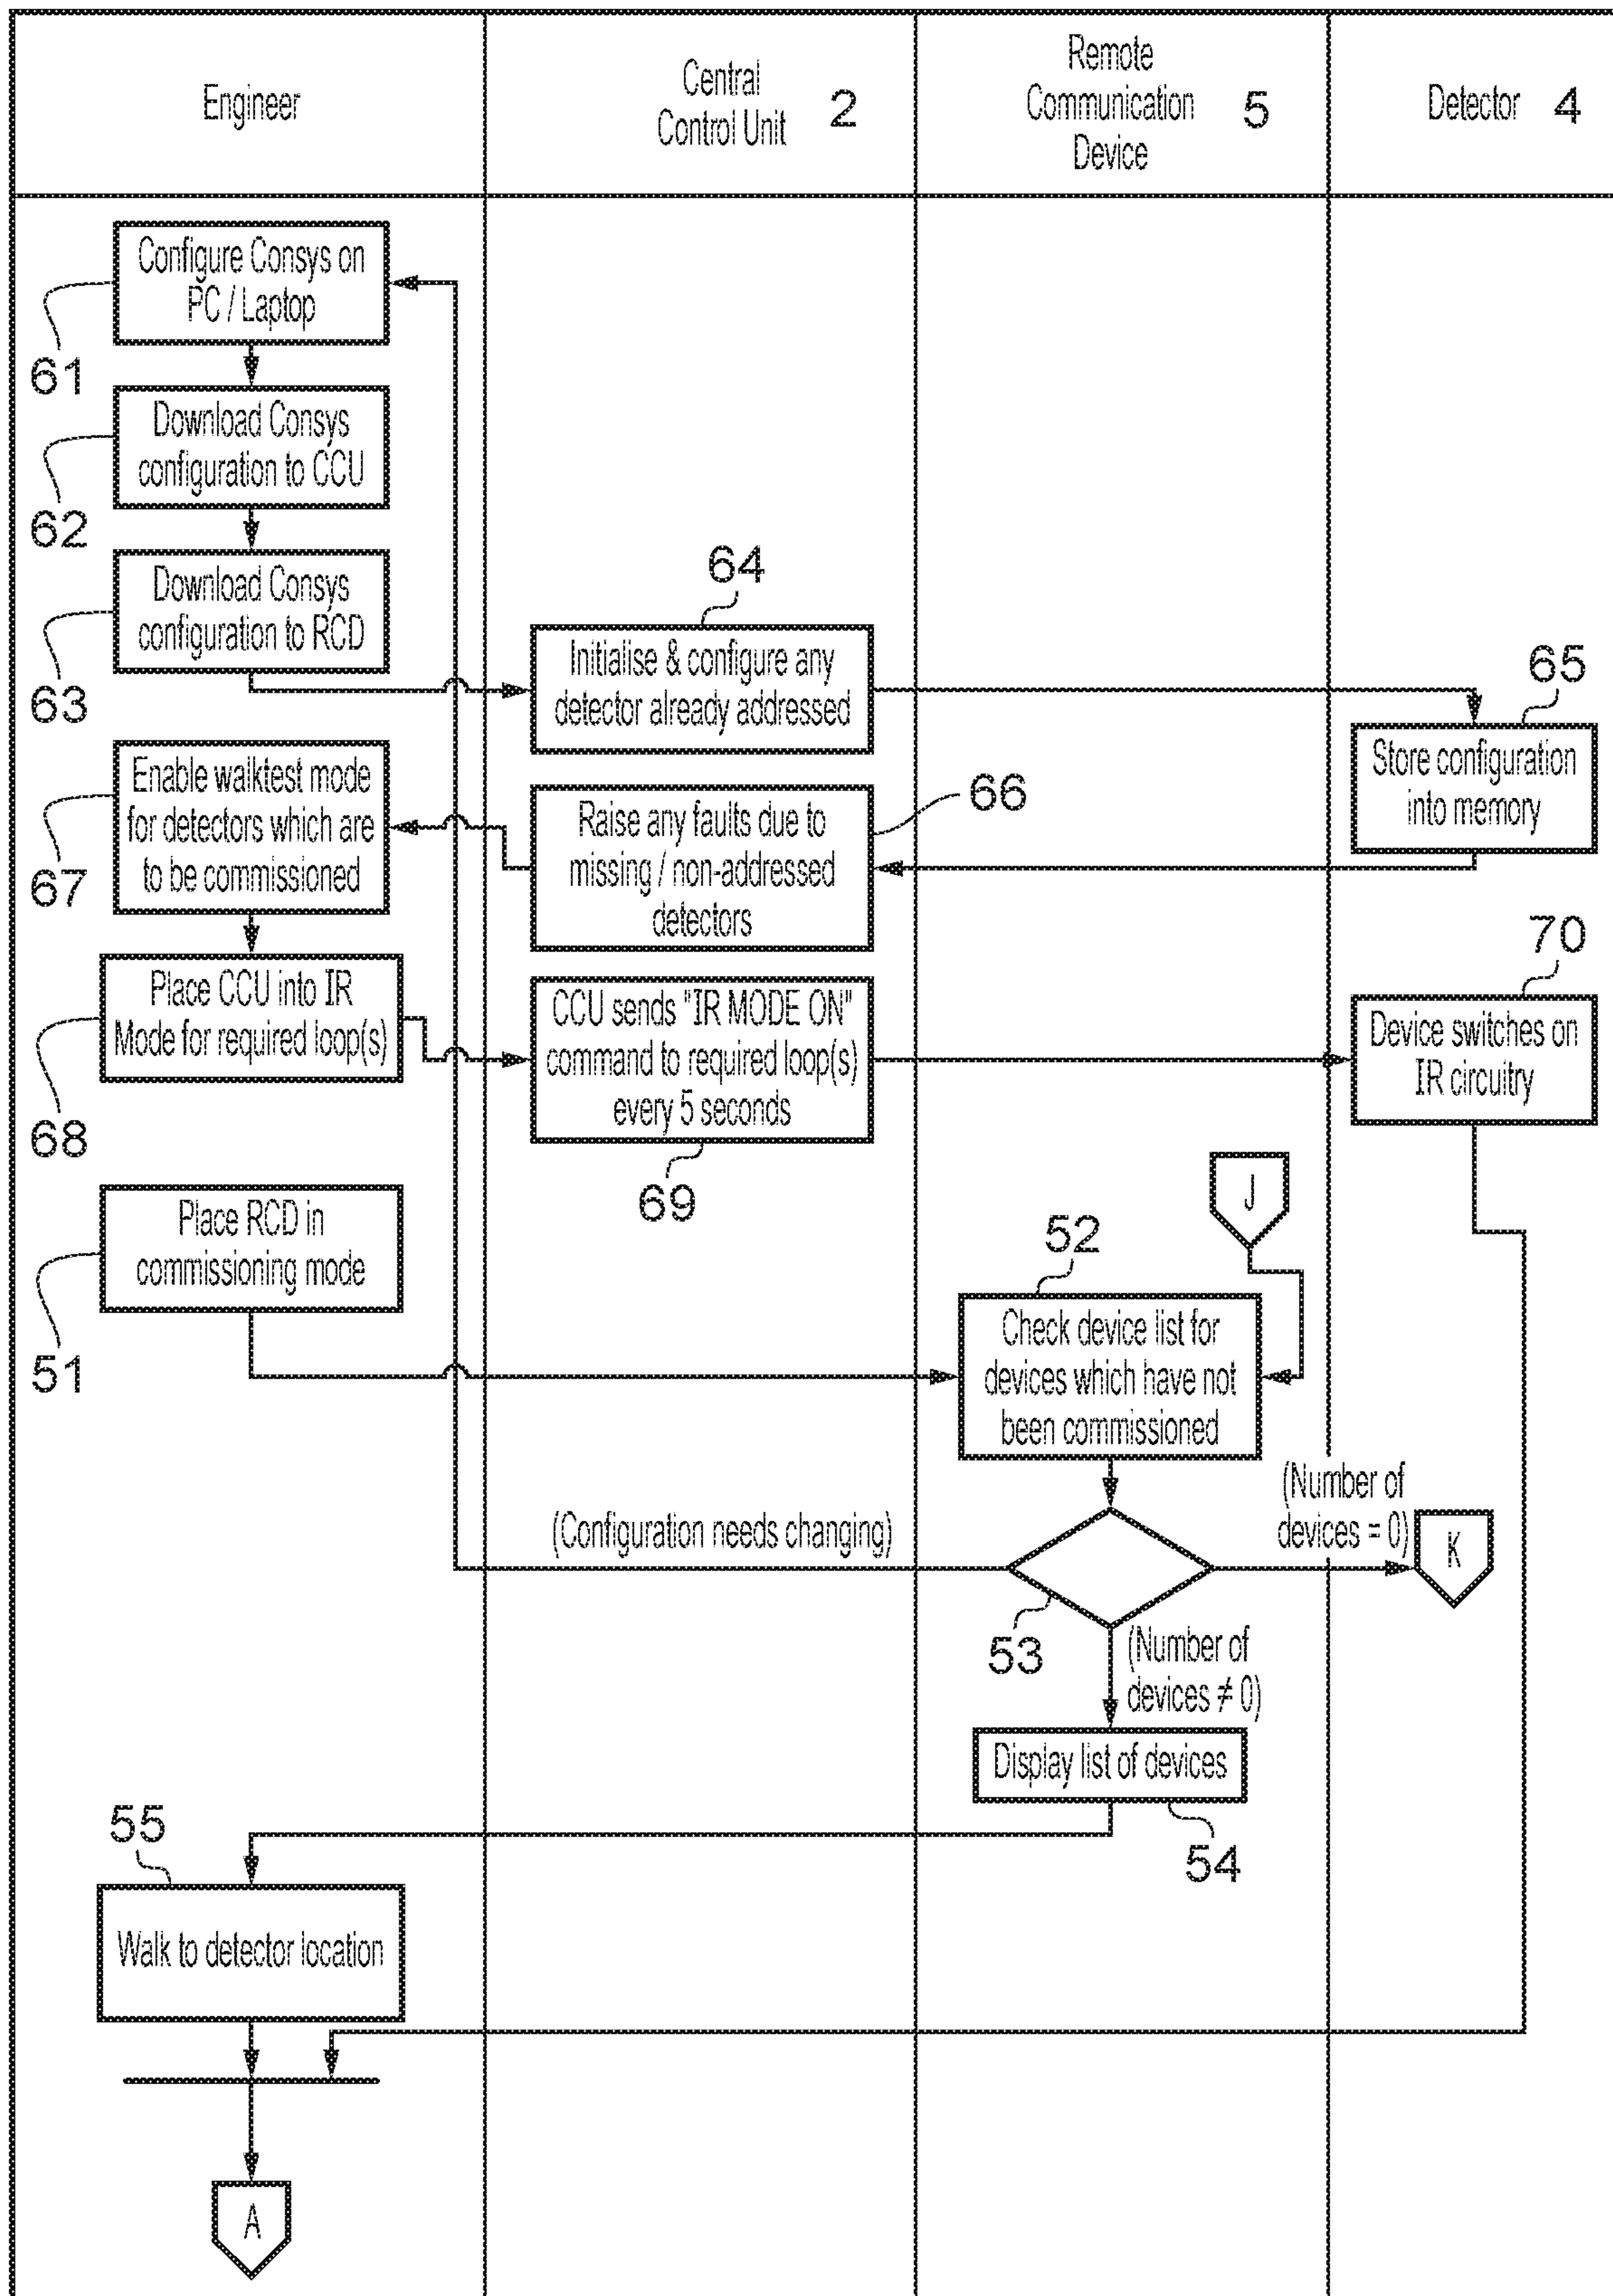 Engineer
Central
Control Unit 2
Remote
Communication
Device 5
Detector 4
Configure Consys on
PC / Laptop
61
Download Consys
configuration to CCU
62
Download Consys
configuration to RCD
63
64
Initialise & configure any
detector already addressed
65
Store configuration
into memory
66
Raise any faults due to
missing / non-addressed
detectors
Enable walktest mode
for detectors which are
to be commissioned
67
Place CCU into IR
Mode for required loop(s)
68
CCU sends "IR MODE ON"
command to required loop(s)
every 5 seconds
69
70
Device switches on
IR circuitry
Place RCD in
commissioning mode
51
J
52
Check device list for
devices which have not
been commissioned
(Configuration needs changing)
(Number of
devices = 0)
K
53
(Number of
devices ≠ 0)
Display list of devices
54
55
Walk to detector location
A